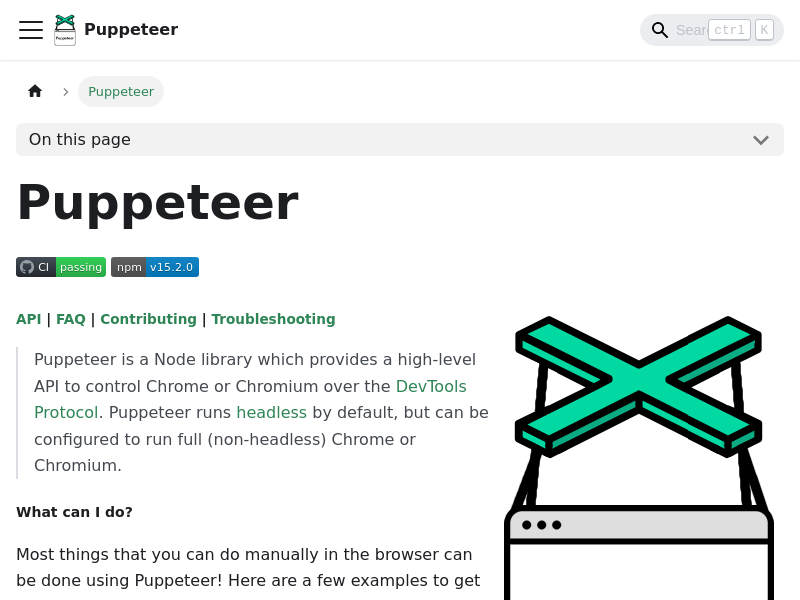 Puppeteer
Puppeteer
Sear ctrl K
Puppeteer
On this page
Puppeteer
CI passing npm v15.2.0
API | FAQ | Contributing | Troubleshooting
Puppeteer is a Node library which provides a high-level
API to control Chrome or Chromium over the DevTools
Protocol. Puppeteer runs headless by default, but can be
configured to run full (non-headless) Chrome or
Chromium.
What can I do?
Most things that you can do manually in the browser can
be done using Puppeteer! Here are a few examples to get